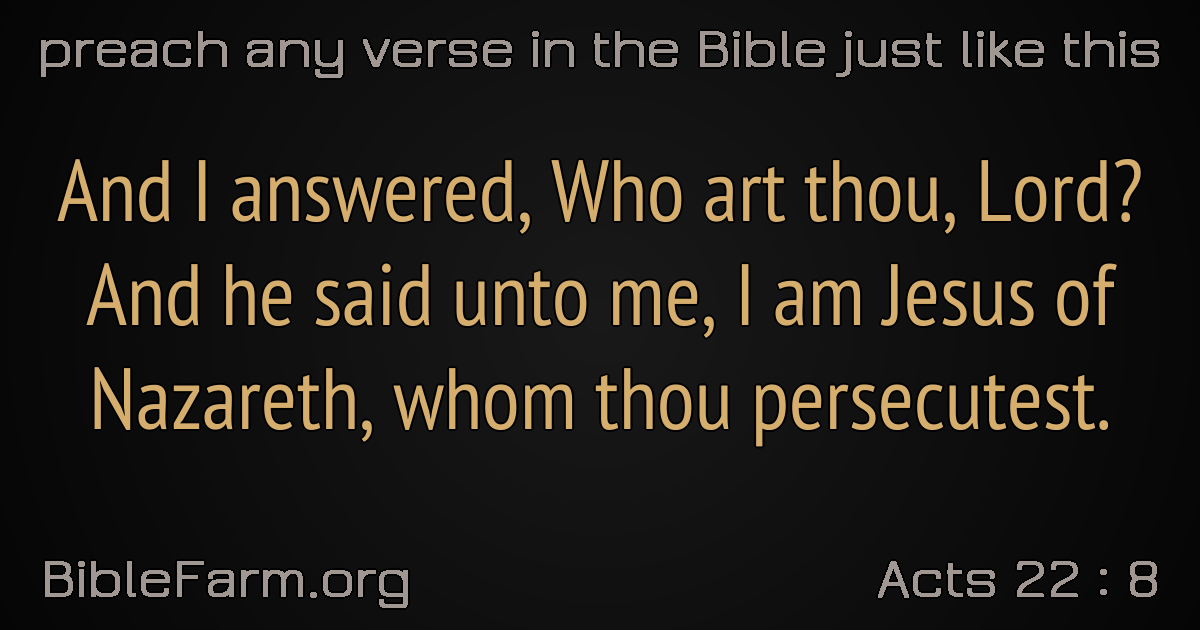 preach any verse in the Bible just like this
And I answered, Who art thou, Lord?
And he said unto me, I am Jesus of
Nazareth, whom thou persecutest.
BibleFarm.org
Acts 22 : 8